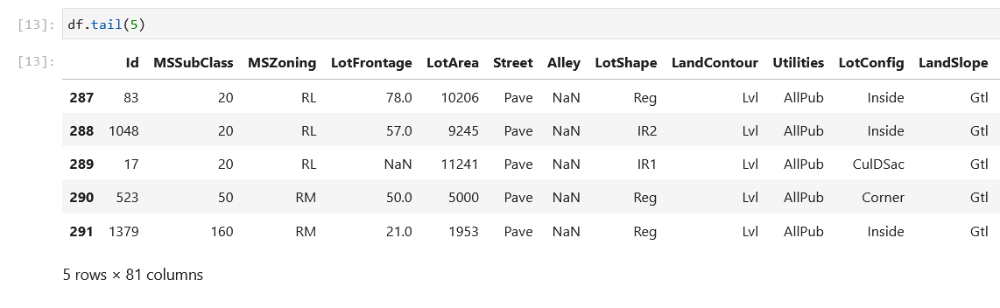 [13]: df.tail(5)
[13]: Id MSSubClass MSZoning LotFrontage LotArea Street Alley LotShape LandContour Utilities LotConfig LandSlope
287 83 20 RL 78.0 10206 Pave NaN Reg Lvl AllPub Inside Gtl
288 1048 20 RL 57.0 9245 Pave NaN IR2 Lvl AllPub Inside Gtl
289 17 20 RL NaN 11241 Pave NaN IR1 Lvl AllPub CulDSac Gtl
290 523 50 RM 50.0 5000 Pave NaN Reg Lvl AllPub Corner Gtl
291 1379 160 RM 21.0 1953 Pave NaN Reg Lvl AllPub Inside Gtl
5 rows × 81 columns